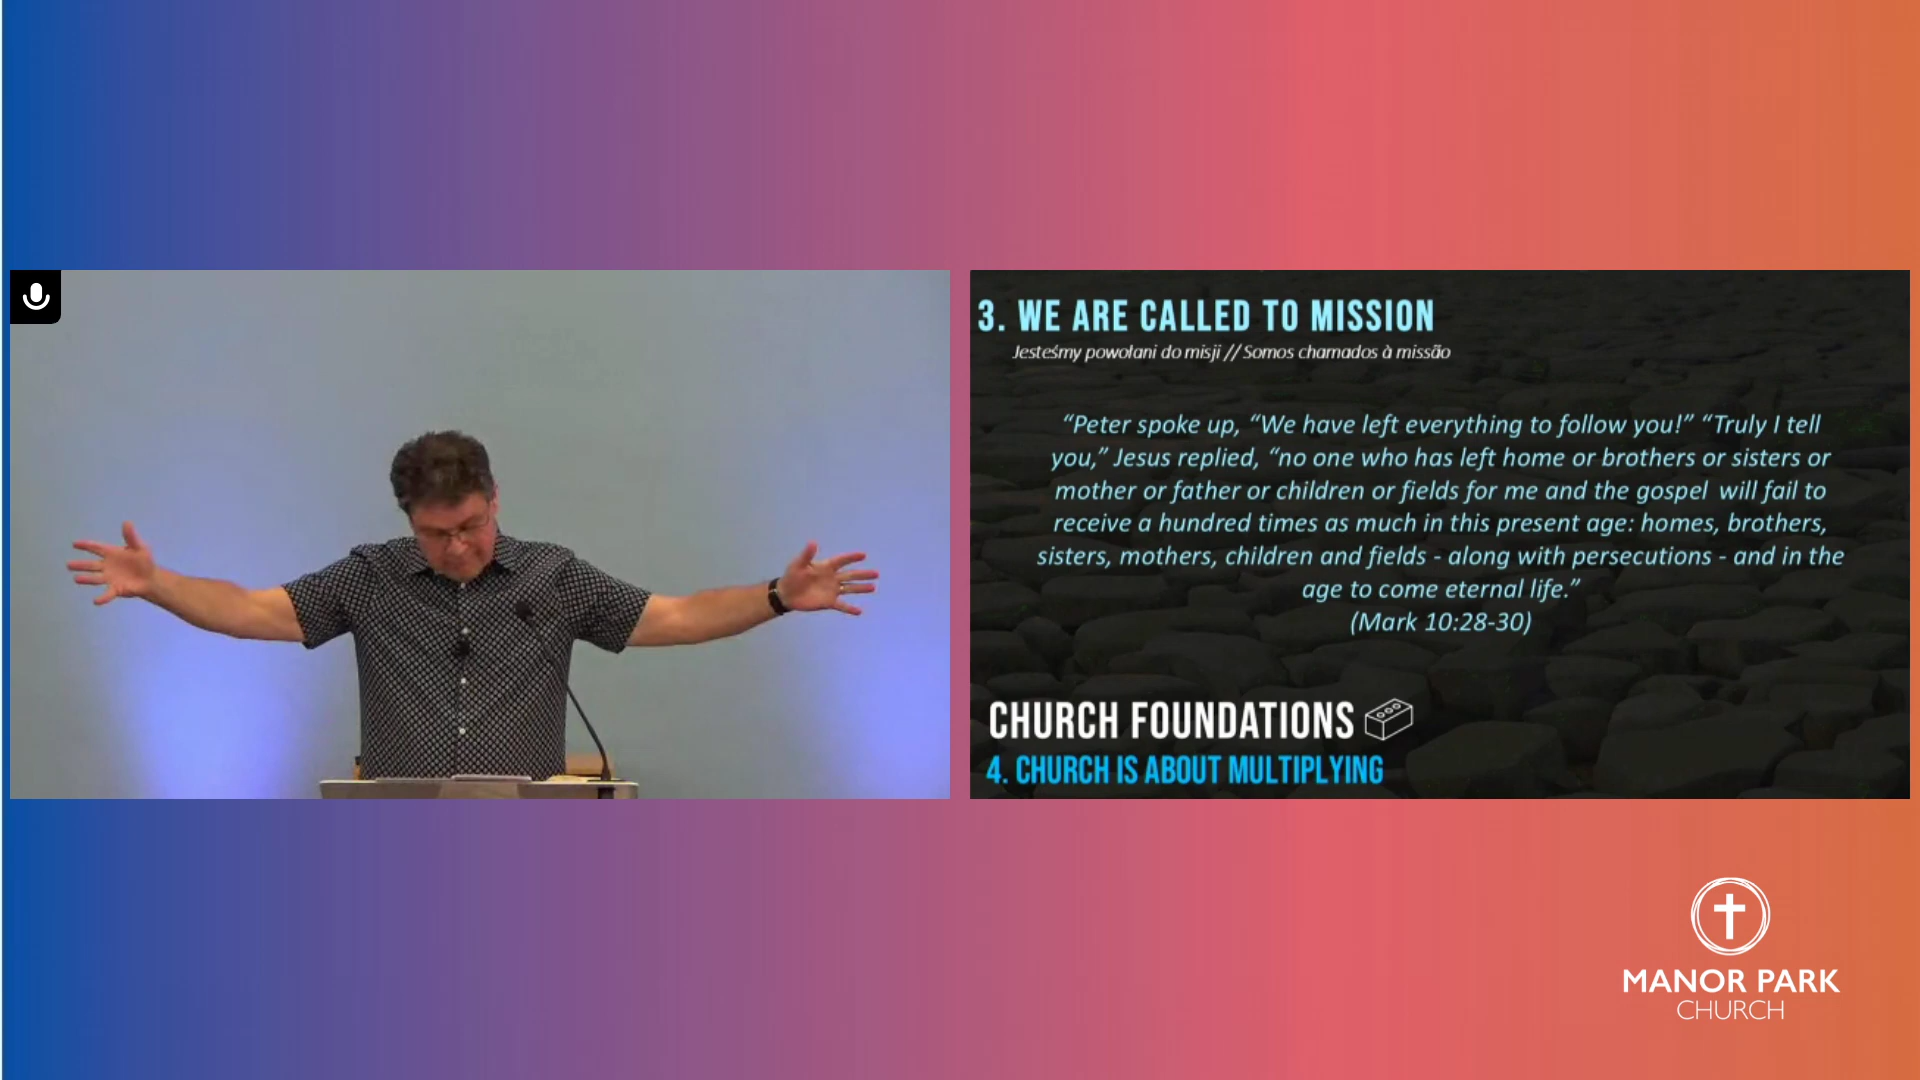 3. WE ARE CALLED TO MISSION
Jesteśmy powołani do misji // Somos chamados à missão
“Peter spoke up, “We have left everything to follow you!” “Truly I tell
you,” Jesus replied, “no one who has left home or brothers or sisters or
mother or father or children or fields for me and the gospel will fail to
receive a hundred times as much in this present age: homes, brothers,
sisters, mothers, children and fields - along with persecutions - and in the
age to come eternal life.”
(Mark 10:28-30)
CHURCH FOUNDATIONS
4. CHURCH IS ABOUT MULTIPLYING
MANOR PARK
CHURCH